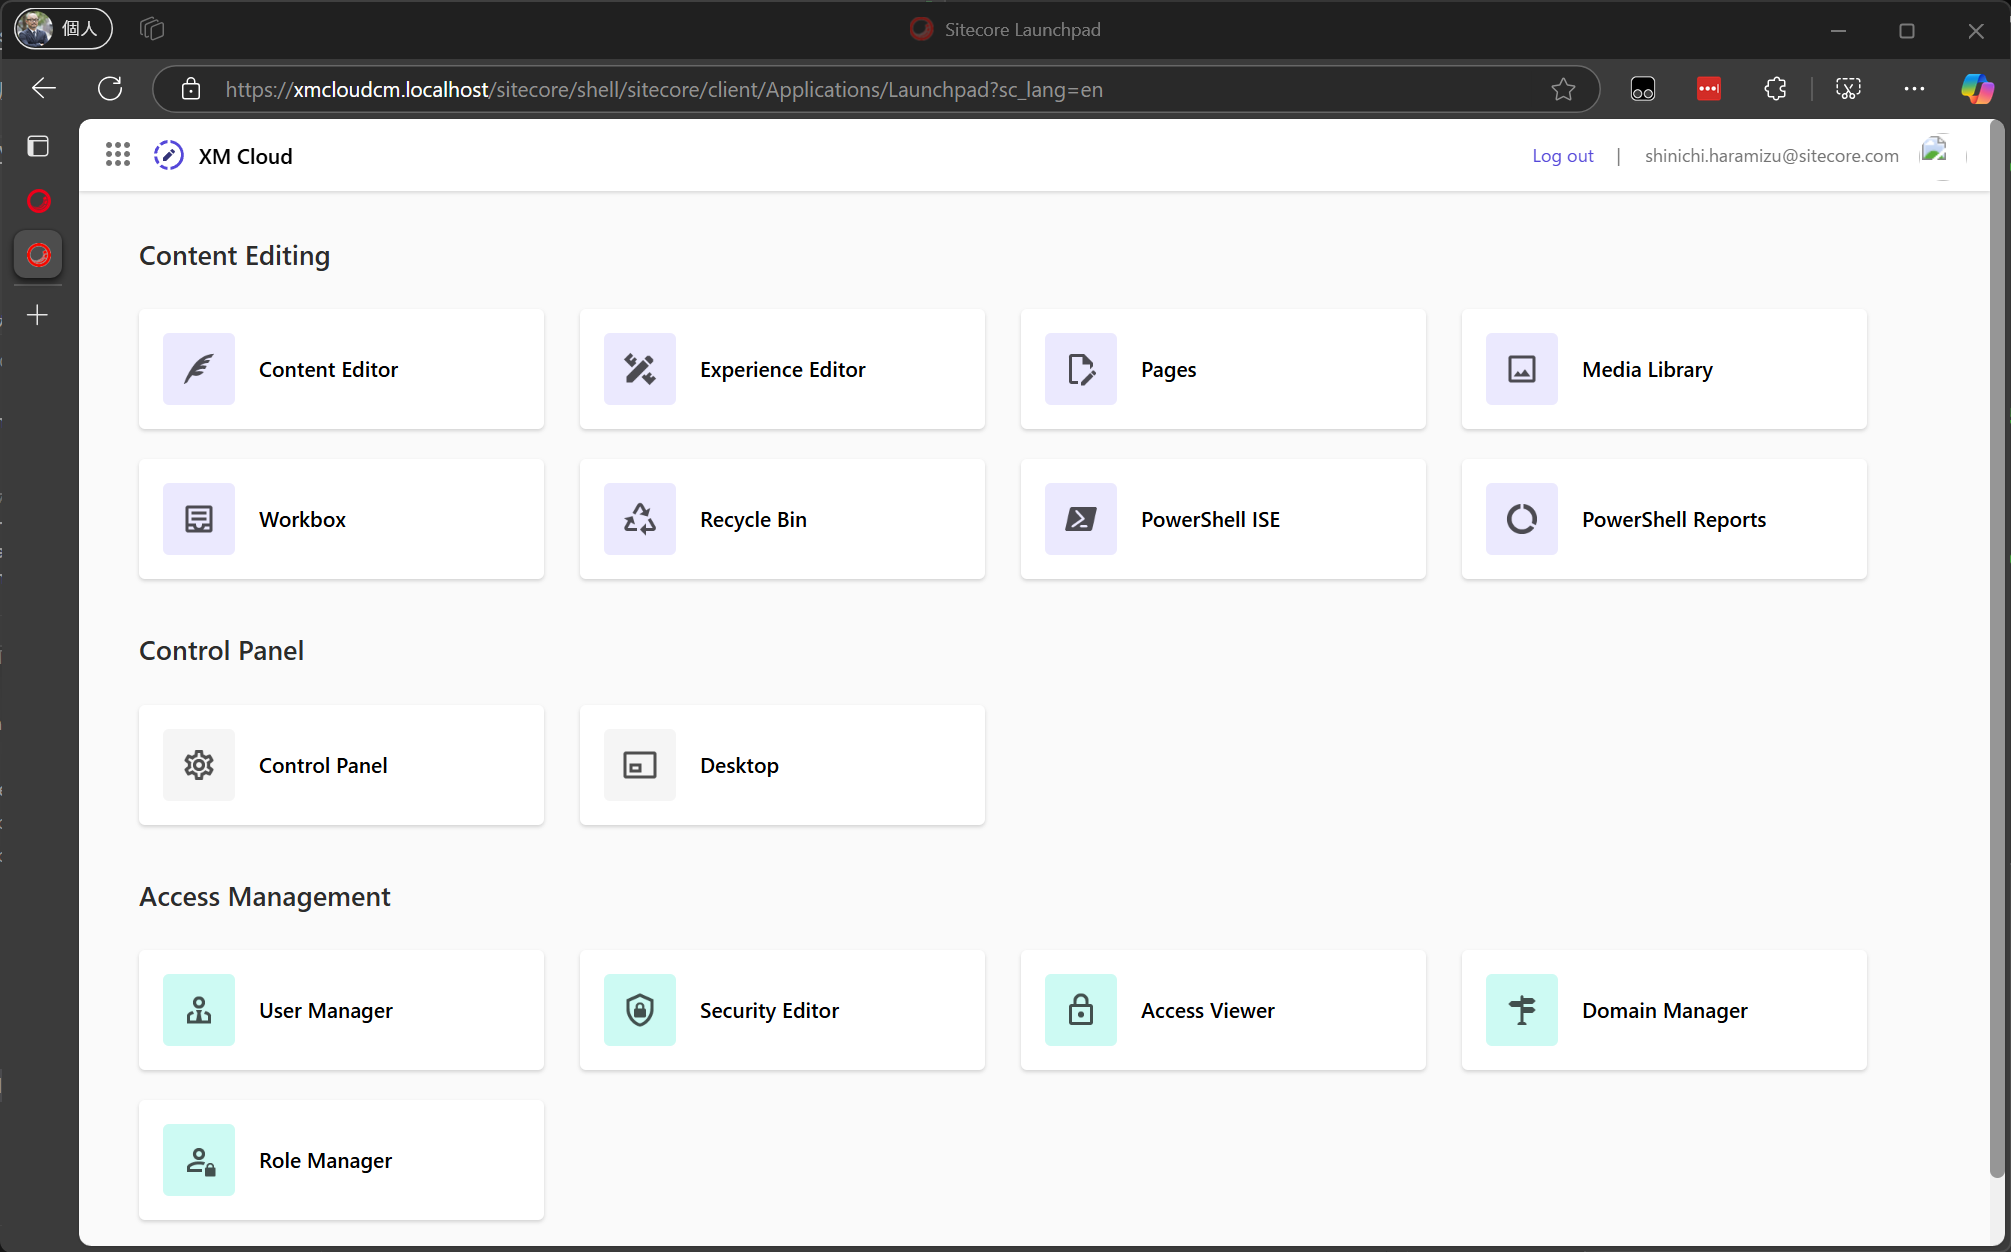 個人
Sitecore Launchpad
https://xmcloudcm.localhost/sitecore/shell/sitecore/client/Applications/Launchpad?sc_lang=en
XM Cloud
Log out | shinichi.haramizu@sitecore.com
Content Editing
Content Editor
Experience Editor
Pages
Media Library
Workbox
Recycle Bin
PowerShell ISE
PowerShell Reports
Control Panel
Control Panel
Desktop
Access Management
User Manager
Security Editor
Access Viewer
Domain Manager
Role Manager